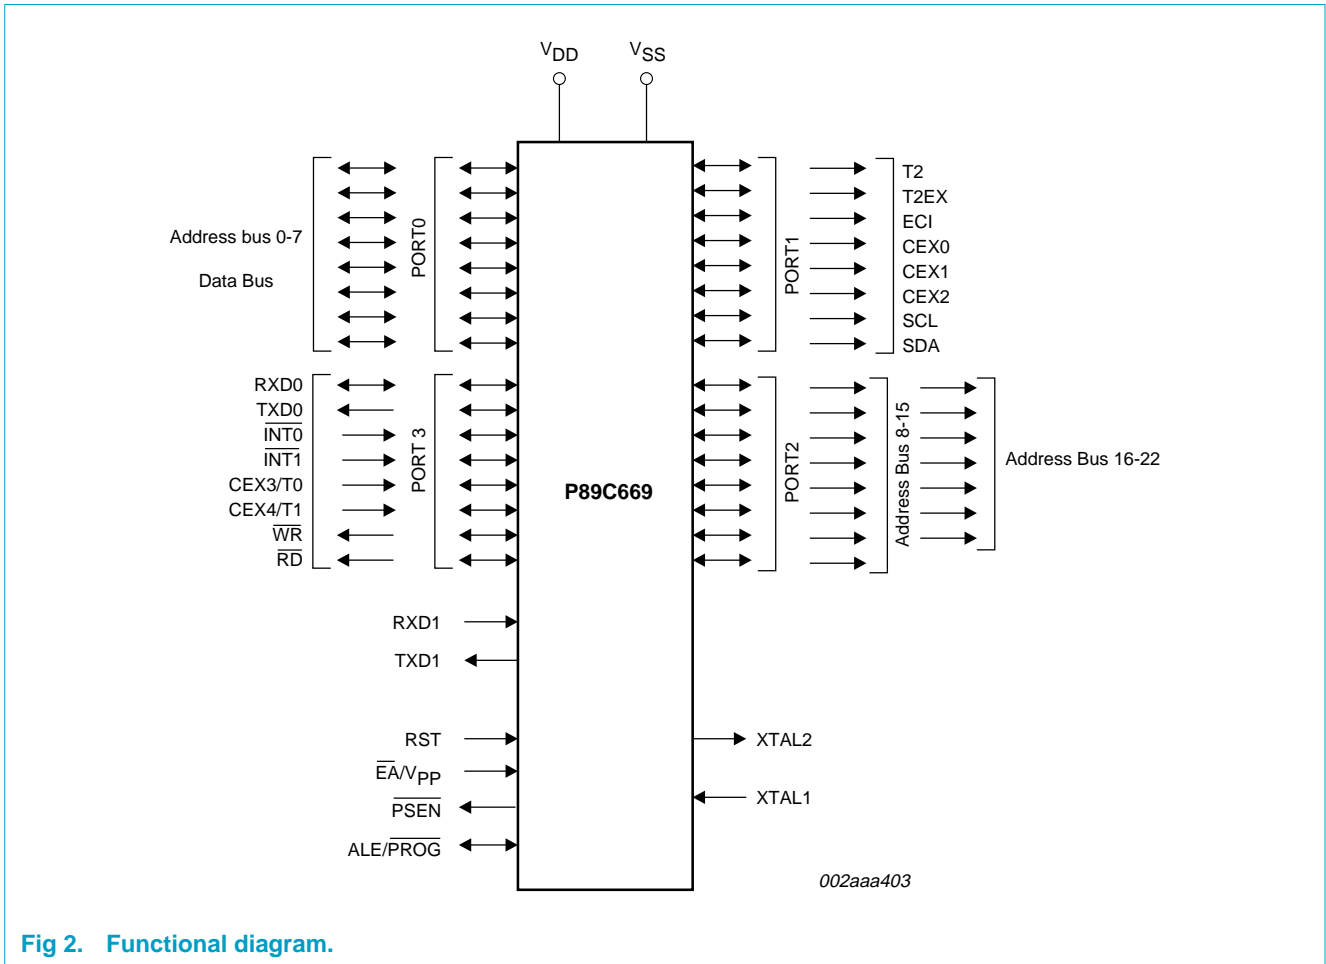 VDD
VSS
Address bus 0-7
Data Bus
PORT0
PORT1
T2
T2EX
ECI
CEX0
CEX1
CEX2
SCL
SDA
RXD0
TXD0
INT0
INT1
CEX3/T0
CEX4/T1
WR
RD
PORT 3
P89C669
PORT2
Address Bus 8-15
Address Bus 16-22
RXD1
TXD1
RST
EA/VPP
PSEN
ALE/PROG
XTAL2
XTAL1
002aaa403
Fig 2. Functional diagram.